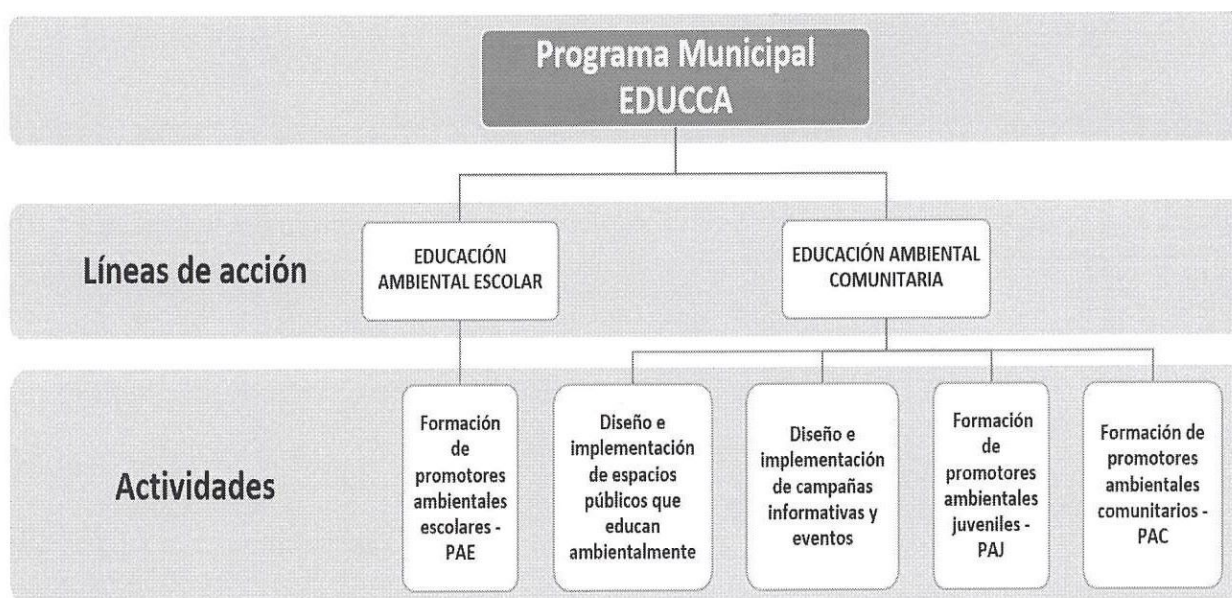 Programa Municipal
EDUCCA
Líneas de acción
EDUCACIÓN
AMBIENTAL ESCOLAR
EDUCACIÓN AMBIENTAL
COMUNITARIA
Actividades
Formación
de
promotores
ambientales
escolares -
PAE
Diseño e
implementación
de espacios
públicos que
educan
ambientalmente
Diseño e
implementación
de campañas
informativas y
eventos
Formación
de
promotores
ambientales
juveniles -
PAJ
Formación de
promotores
ambientales
comunitarios -
PAC